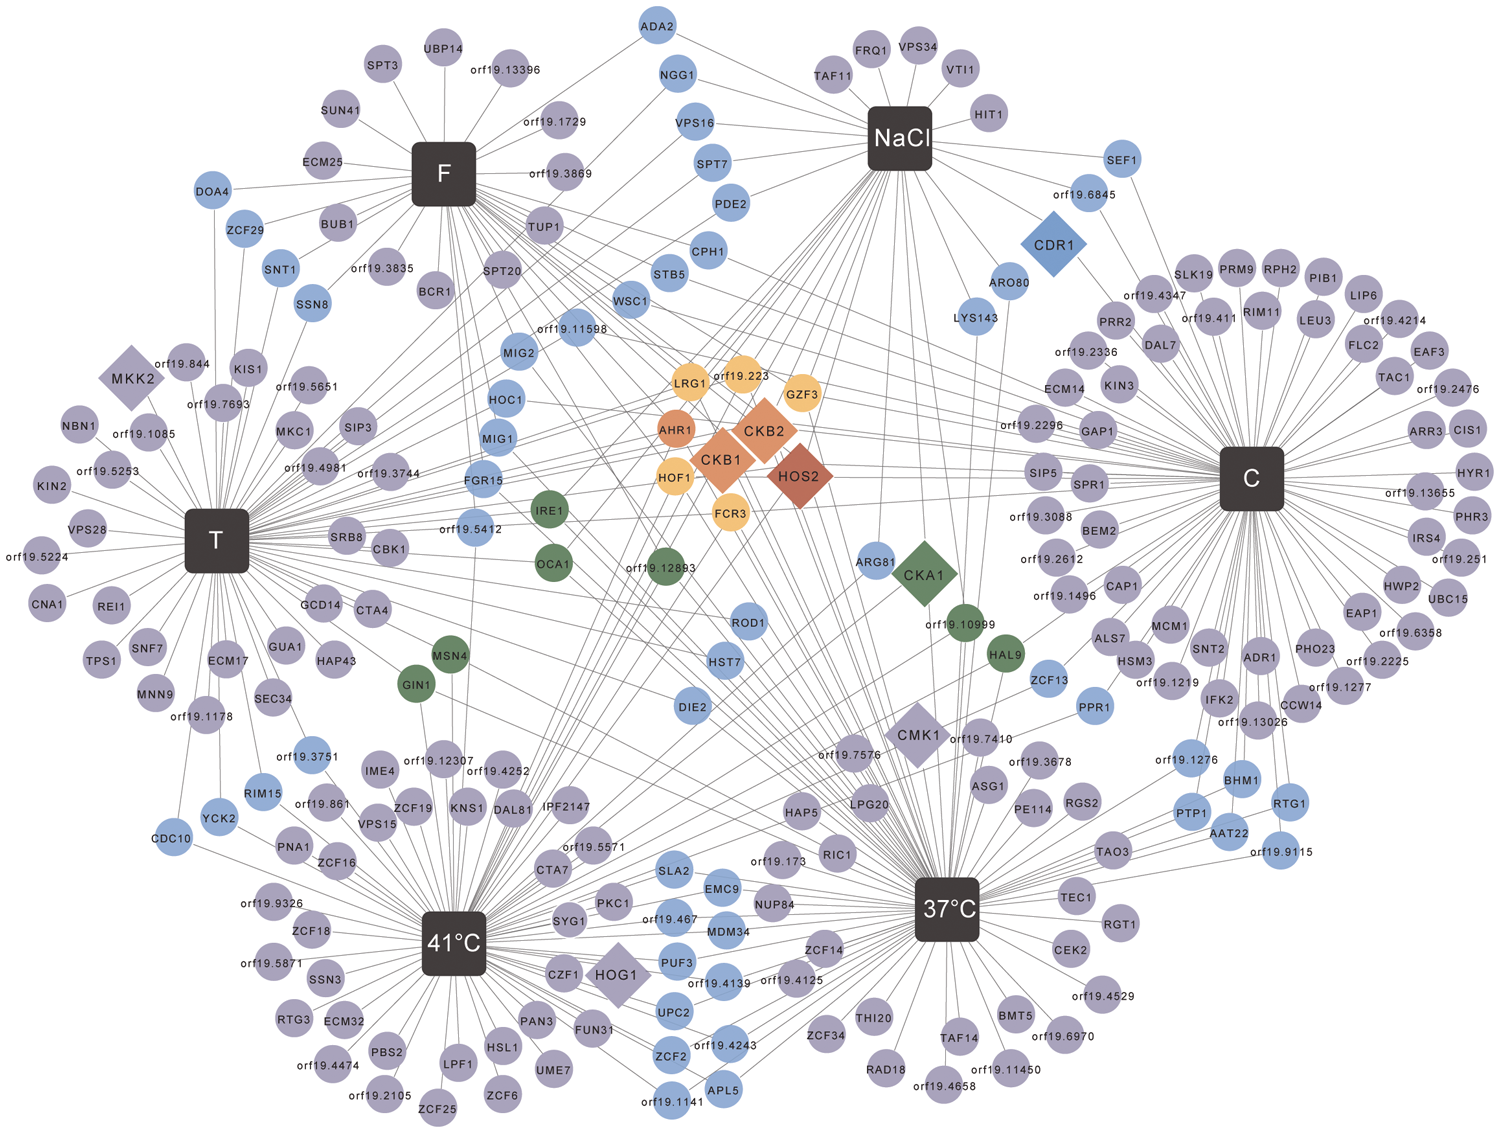 ADA2
UBP14
SPT3
orf19.13396
NGG1
FRQ1
VPS34
TAF11
VTI1
HIT1
SUN41
orf19.1729
VPS16
NaCl
ECM25
F
orf19.3869
SPT7
SEF1
DOA4
orf19.6845
PDE2
ZCF29
BUB1
TUP1
CDR1
CPH1
SNT1
orf19.3835
SPT20
STB5
SLK19
PRM9
RPH2
PIB1
ARO80
BCR1
SSN8
WSC1
orf19.4347
LIP6
LYS143
orf19.11598
PRR2
orf19.411
RIM11
LEU3
orf19.4214
MIG2
DAL7
FLC2
EAF3
orf19.2336
orf19.844
KIS1
MKK2
orf19.5651
LRG1
orf19.223
GZF3
ECM14
KIN3
TAC1
orf19.2476
orf19.7693
HOC1
NBN1
orf19.1085
MKC1
SIP3
MIG1
AHR1
CKB2
orf19.2296
GAP1
ARR3
CIS1
orf19.5253
orf19.4981
orf19.3744
FGR15
CKB1
HOF1
HOS2
SIP5
SPR1
C
HYR1
KIN2
orf19.13655
IRE1
FCR3
orf19.3088
PHR3
VPS28
orf19.5412
BEM2
IRS4
T
SRB8
CBK1
orf19.5224
OCA1
orf19.12893
ARG81
CKA1
orf19.2612
orf19.251
CAP1
HWP2
UBC15
CNA1
REI1
GCD14
CTA4
orf19.1496
EAP1
ROD1
orf19.10999
MCM1
orf19.6358
ALS7
SNF7
GUA1
MSN4
HAL9
SNT2
PHO23
TPS1
ECM17
HAP43
HST7
HSM3
ADR1
orf19.2225
GIN1
ZCF13
orf19.1219
orf19.1277
MNN9
SEC34
IFK2
CCW14
orf19.1178
DIE2
PPR1
orf19.13026
CMK1
orf19.7410
orf19.3751
orf19.12307
orf19.7576
orf19.1276
IME4
orf19.4252
orf19.3678
RIM15
ASG1
BHM1
orf19.861
ZCF19
KNS1
DAL81
IPF2147
HAP5
LPG20
PE114
RGS2
RTG1
YCK2
VPS15
PTP1
CDC10
AAT22
PNA1
ZCF16
orf19.5571
orf19.173
RIC1
TAO3
orf19.9115
CTA7
SLA2
EMC9
orf19.9326
PKC1
NUP84
TEC1
37°C
SYG1
orf19.467
ZCF18
41°C
MDM34
RGT1
orf19.5871
PUF3
ZCF14
CEK2
SSN3
CZF1
HOG1
orf19.4139
orf19.4125
orf19.4529
UPC2
RTG3
ECM32
PAN3
FUN31
THI20
BMT5
ZCF34
TAF14
orf19.6970
PBS2
HSL1
orf19.4243
ZCF2
orf19.4474
LPF1
UME7
RAD18
orf19.11450
orf19.2105
ZCF6
APL5
orf19.4658
ZCF25
orf19.1141